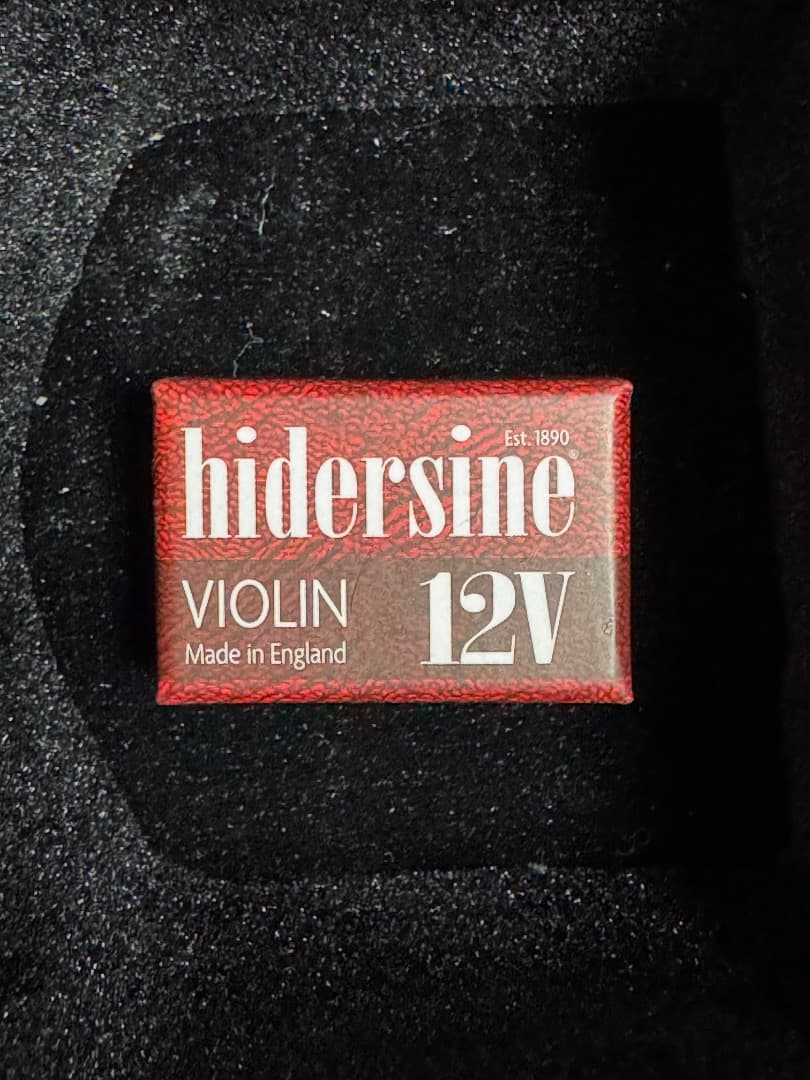 Est. 1890
hidersine®
VIOLIN 12V
Made in England